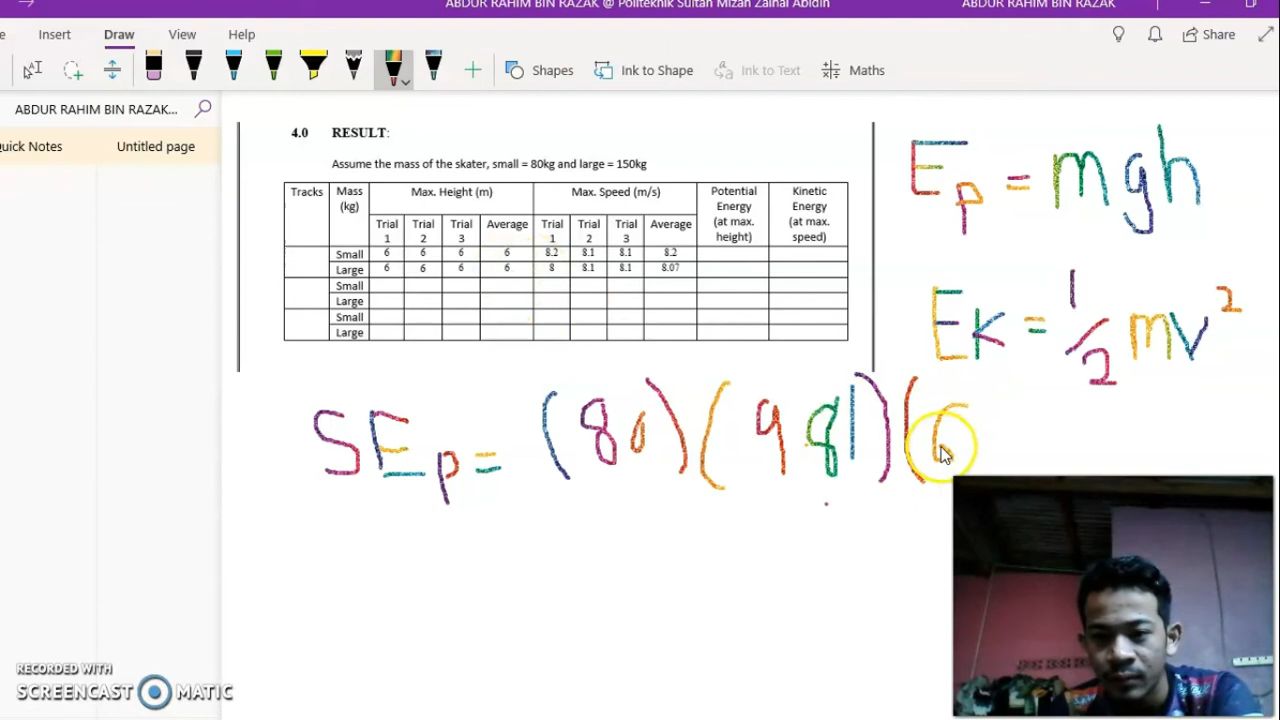 ABDUR RAHIM BIN RAZAK @ Politeknik Sultan Mizan Zainal Abidin
ABDUR RAHIM BIN RAZAK
Insert Draw View Help
Share
Shapes
Ink to Shape
Ink to Text
Maths
ABDUR RAHIM BIN RAZAK...
Quick Notes
Untitled page
4.0 RESULT:
Assume the mass of the skater, small = 80kg and large = 150kg
Tracks Mass (kg) Max. Height (m) Max. Speed (m/s) Potential Energy (at max. height) Kinetic Energy (at max. speed)
Trial 1 Trial 2 Trial 3 Average Trial 1 Trial 2 Trial 3 Average
Small 6 6 6 6 8.2 8.1 8.1 8.2
Large 6 6 6 6 8 8.1 8.1 8.07
Small
Large
Small
Large
Ep = mgh
Ek = 1/2 mv²
SEp = (80)(981)(6
RECORDED WITH
SCREENCAST MATIC